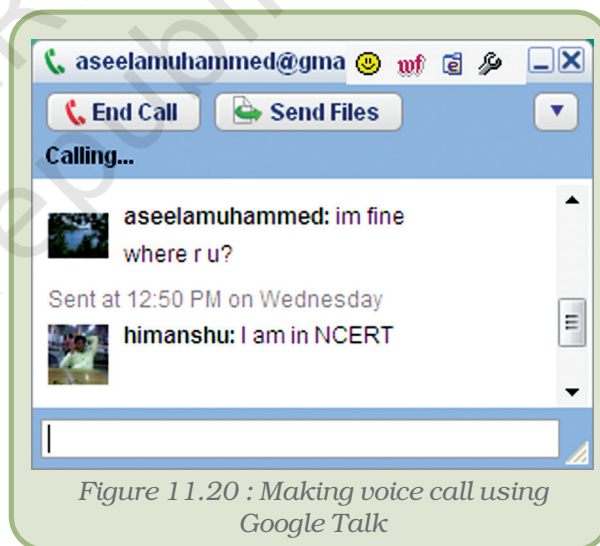 aseelamuhammed@gma
End Call Send Files
Calling...
aseelamuhammed: im fine
where r u?
Sent at 12:50 PM on Wednesday
himanshu: I am in NCERT
Figure 11.20 : Making voice call using
Google Talk